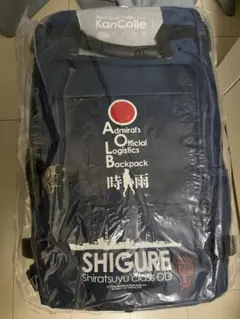 KanColle
Admiral's
Official
Logistics
Backpack
時雨
SHIGURE
Shiratsuyu class DD